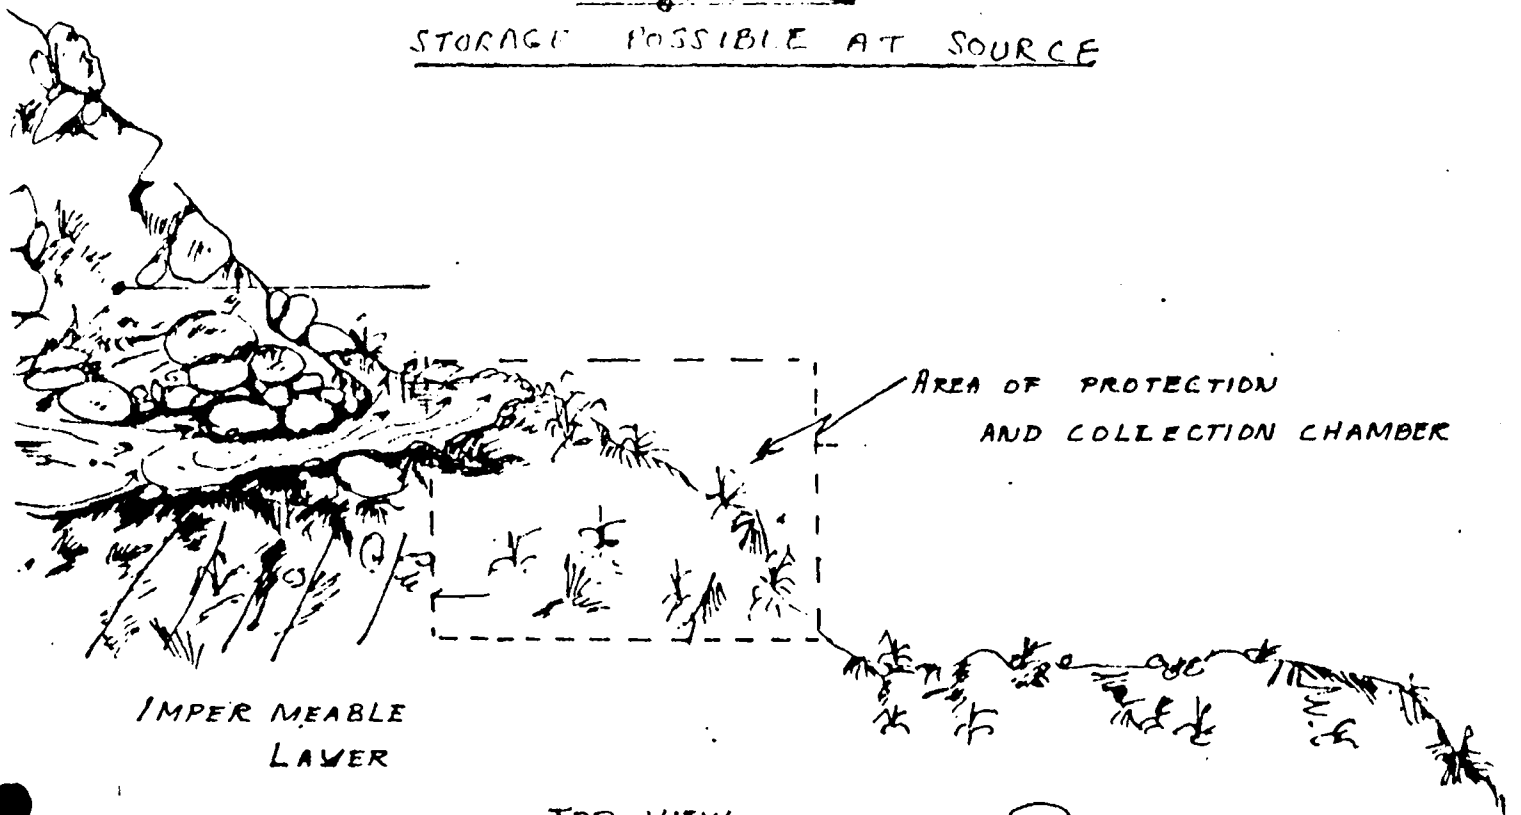 STORAGE POSSIBLE AT SOURCE
AREA OF PROTECTION
AND COLLECTION CHAMBER
IMPERMEABLE
LAYER
TOP VIEW